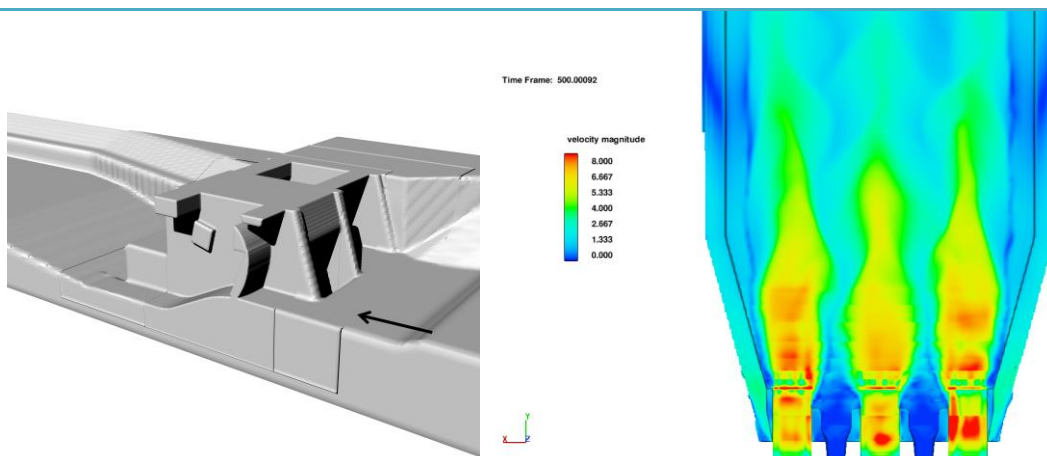 Time Frame: 500.00092
velocity magnitude
8.000
6.667
5.333
4.000
2.667
1.333
0.000
Y
X
Z